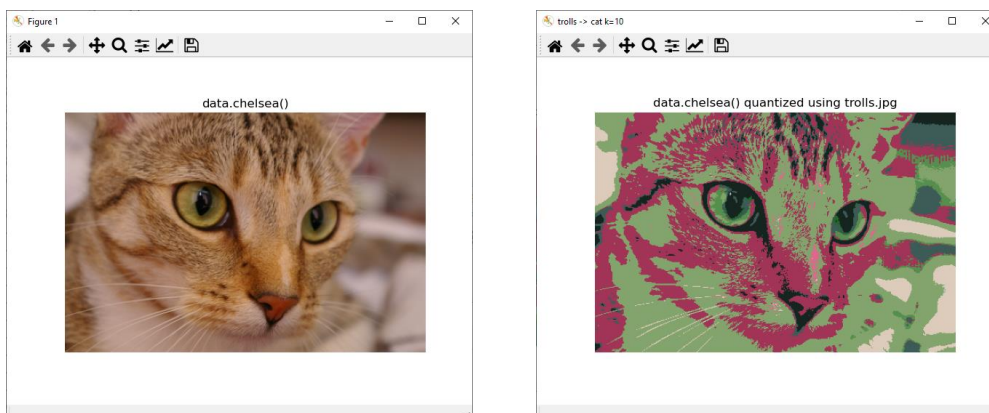 Figure 1
data.chelsea()
trolls -> cat k=10
data.chelsea() quantized using trolls.jpg